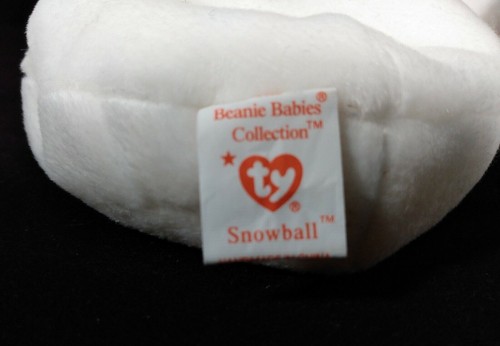 Beanie Babies®
Collection™
ty®
Snowball™